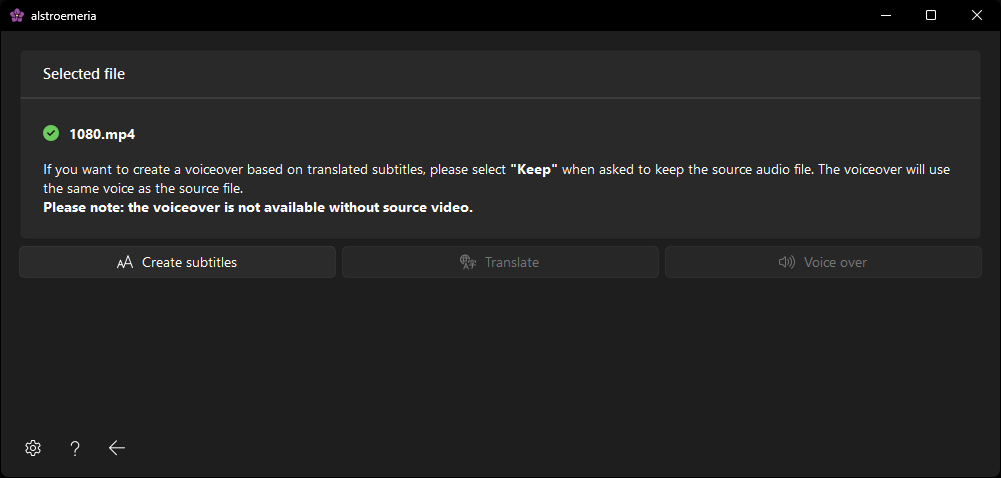 alstroemeria
Selected file
1080.mp4
If you want to create a voiceover based on translated subtitles, please select "Keep" when asked to keep the source audio file. The voiceover will use
the same voice as the source file.
Please note: the voiceover is not available without source video.
Create subtitles
Translate
Voice over